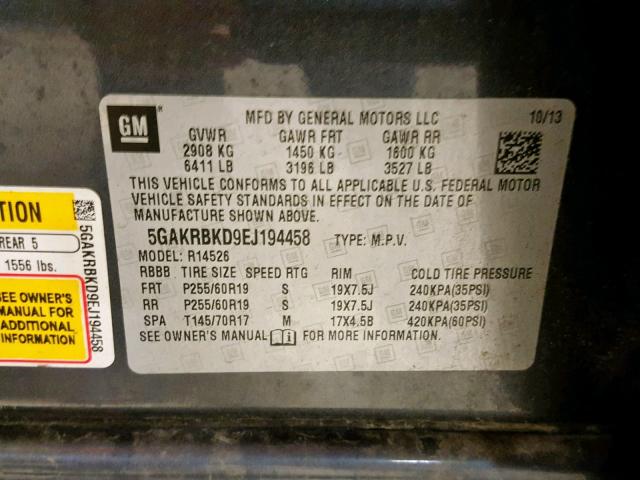 GM
®
MFD BY GENERAL MOTORS LLC 10/13
GVWR GAWR FRT GAWR RR
2908 KG 1450 KG 1600 KG
6411 LB 3196 LB 3527 LB
THIS VEHICLE CONFORMS TO ALL APPLICABLE U.S. FEDERAL MOTOR
VEHICLE SAFETY STANDARDS IN EFFECT ON THE DATE OF
MANUFACTURE SHOWN ABOVE.
5GAKRBKD9EJ194458 TYPE: M.P.V.
MODEL: R14526
RBBB TIRE SIZE SPEED RTG RIM COLD TIRE PRESSURE
FRT P255/60R19 S 19X7.5J 240KPA(35PSI)
RR P255/60R19 S 19X7.5J 240KPA(35PSI)
SPA T145/70R17 M 17X4.5B 420KPA(60PSI)
SEE OWNER'S MANUAL FOR MORE INFORMATION.
TION
REAR 5
1556 lbs.
SEE OWNER'S
MANUAL FOR
ADDITIONAL
INFORMATION
5GAKRBKD9EJ194458